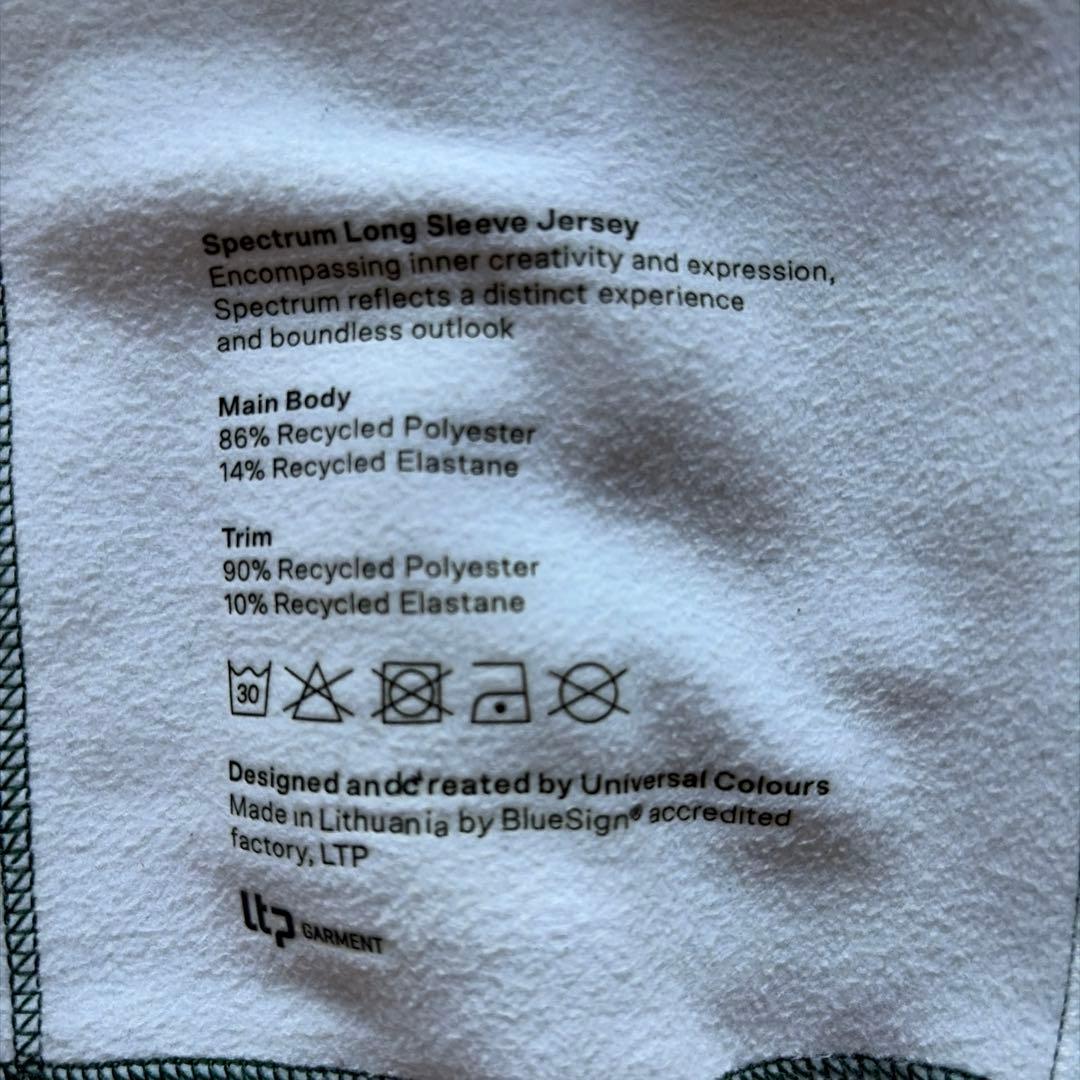 Spectrum Long Sleeve Jersey
Encompassing inner creativity and expression,
Spectrum reflects a distinct experience
and boundless outlook
Main Body
86% Recycled Polyester
14% Recycled Elastane
Trim
90% Recycled Polyester
10% Recycled Elastane
30
Designed and created by Universal Colours
Made in Lithuania by BlueSign® accredited
factory, LTP
ltp GARMENT